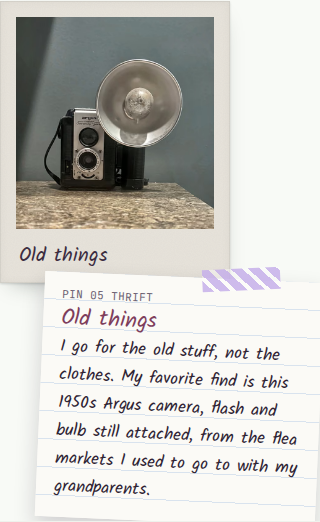 argus
Old things
PIN 05 THRIFT
Old things
I go for the old stuff, not the
clothes. My favorite find is this
1950s Argus camera, flash and
bulb still attached, from the flea
markets I used to go to with my
grandparents.